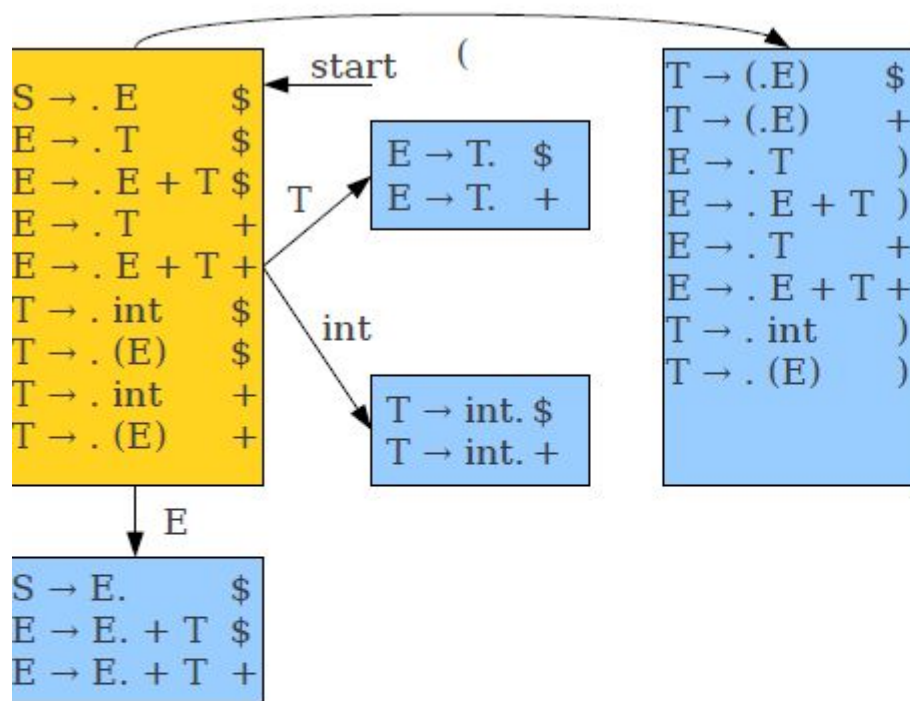 (
start
S → . E $
E → . T $
E → . E + T $
E → . T +
E → . E + T +
T → . int $
T → . (E) $
T → . int +
T → . (E) +
T
int
E
E → T. $
E → T. +
T → int. $
T → int. +
T → (.E) $
T → (.E) +
E → . T )
E → . E + T )
E → . T +
E → . E + T +
T → . int )
T → . (E) )
S → E. $
E → E. + T $
E → E. + T +